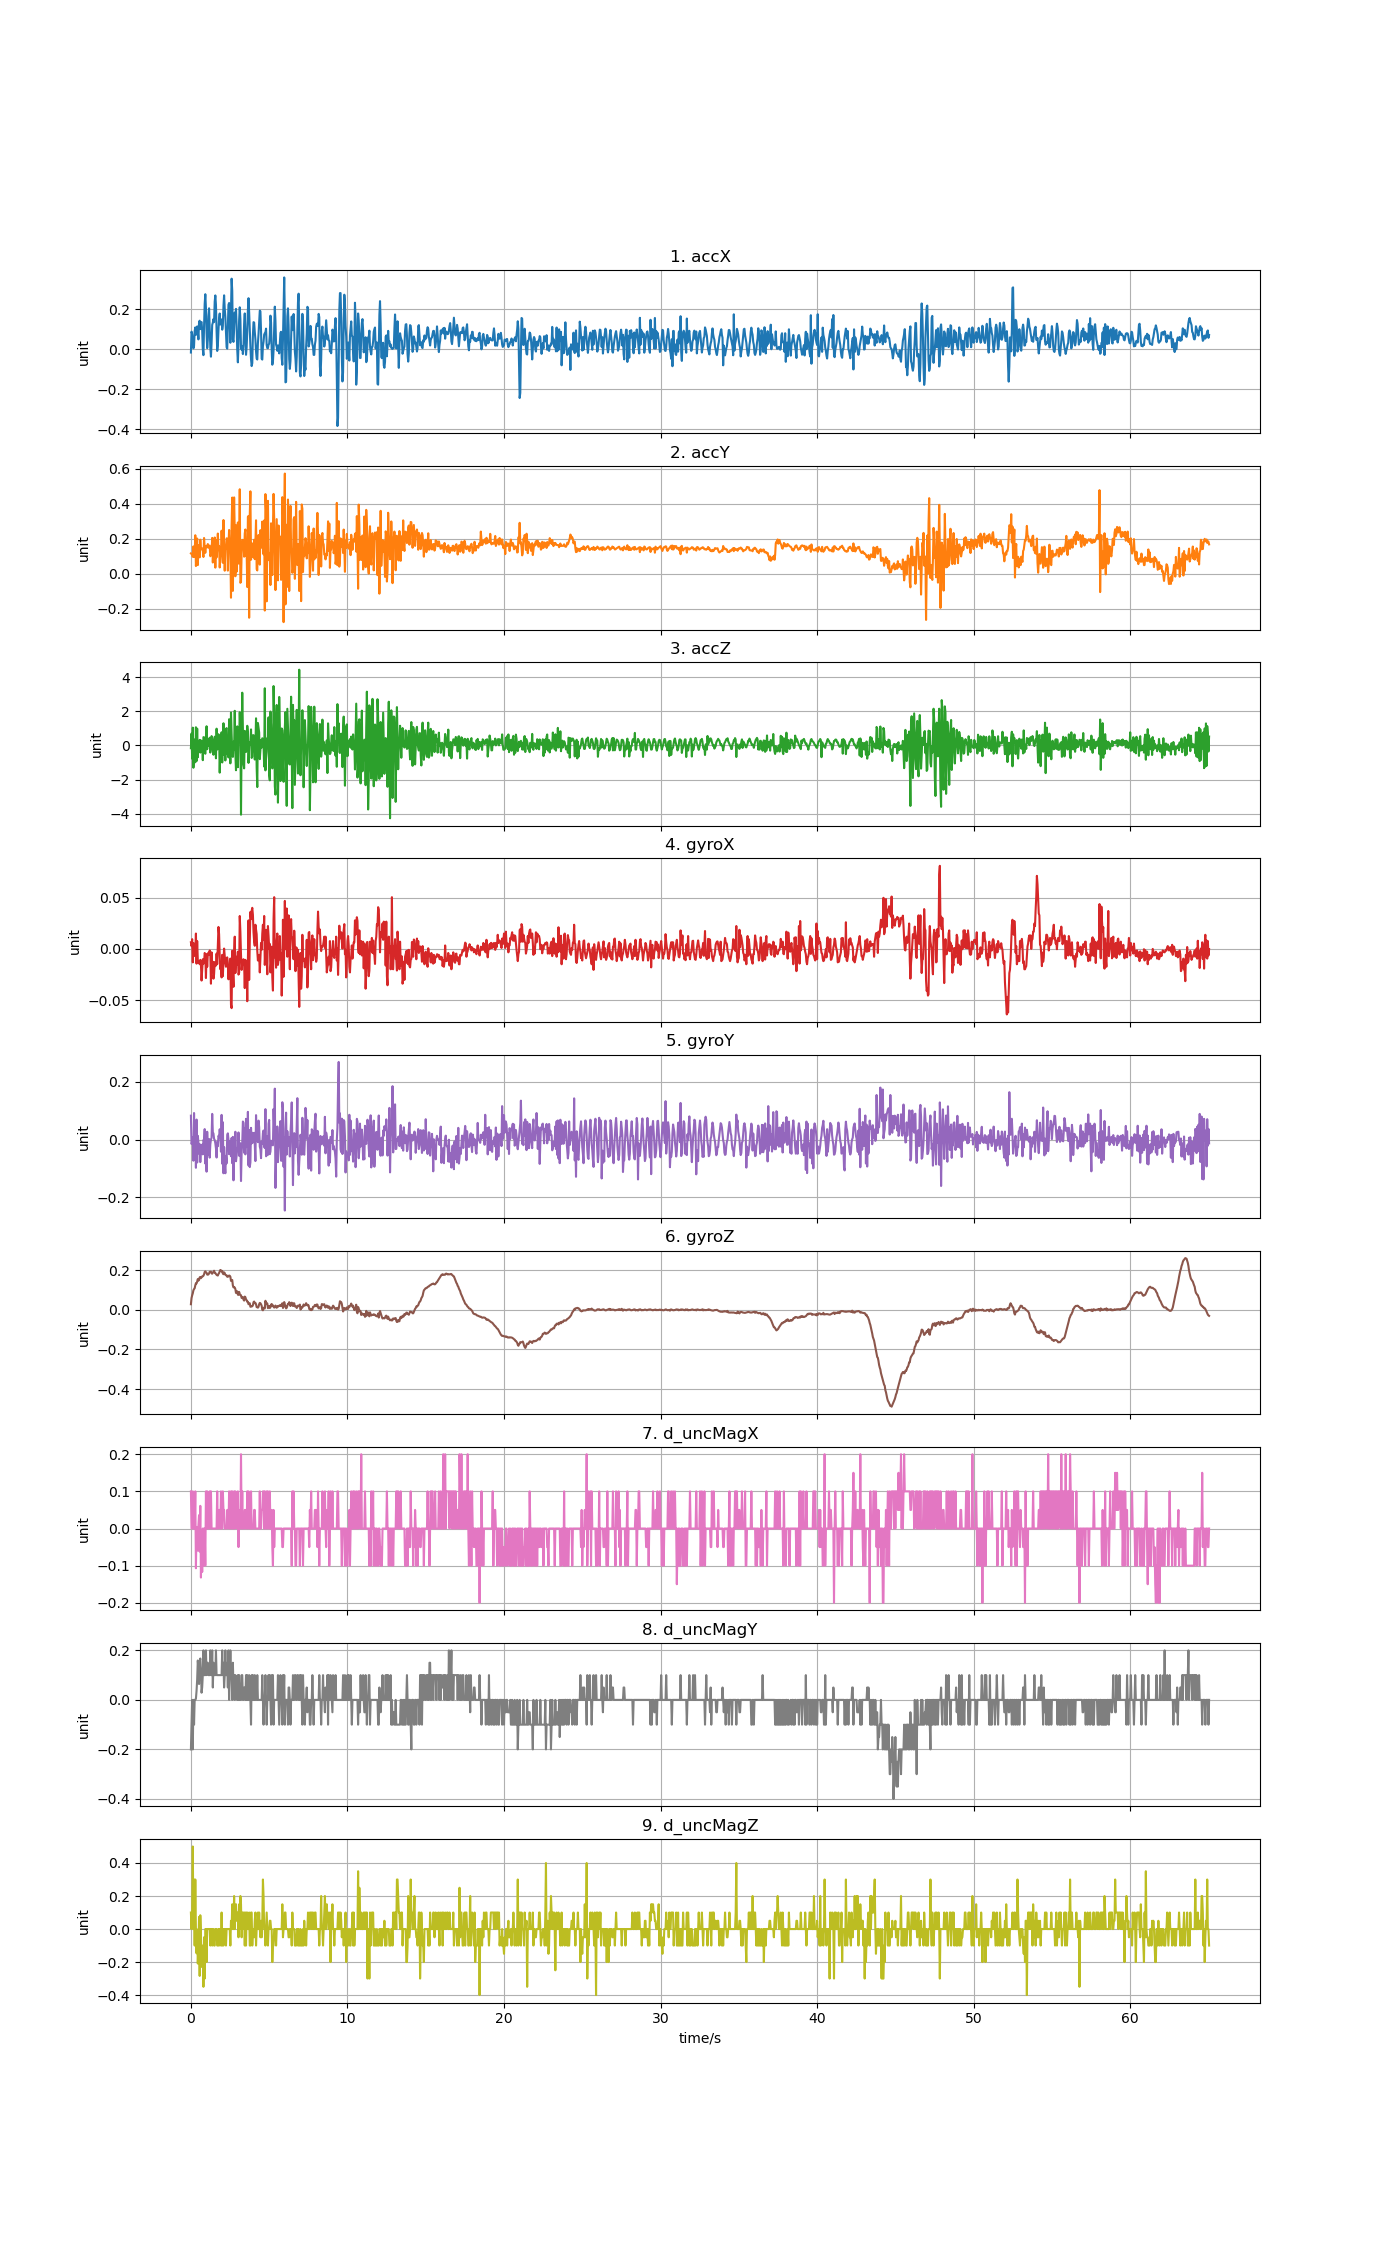 1. accX
0.2
0.0
−0.2
−0.4
unit
2. accY
0.6
0.4
0.2
0.0
−0.2
unit
3. accZ
4
2
0
−2
−4
unit
4. gyroX
0.05
0.00
−0.05
unit
5. gyroY
0.2
0.0
−0.2
unit
6. gyroZ
0.2
0.0
−0.2
−0.4
unit
7. d_uncMagX
0.2
0.1
0.0
−0.1
−0.2
unit
8. d_uncMagY
0.2
0.0
−0.2
−0.4
unit
9. d_uncMagZ
0.4
0.2
0.0
−0.2
−0.4
unit
0 10 20 30 40 50 60
time/s